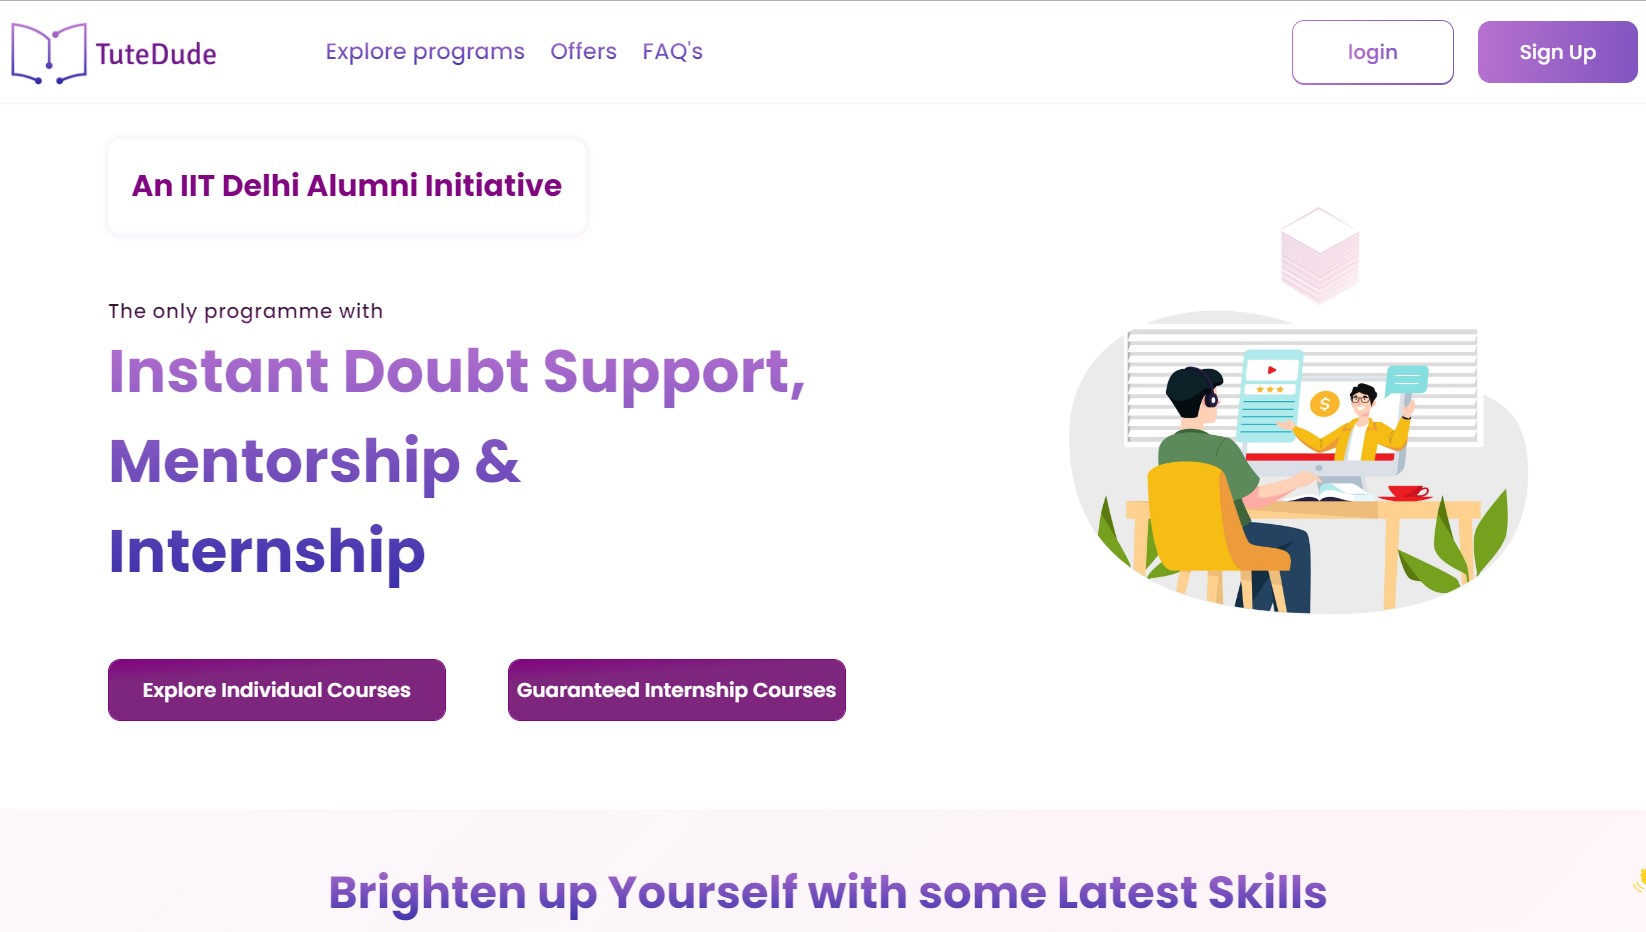 TuteDude
Explore programs
Offers
FAQ's
login
Sign Up
An IIT Delhi Alumni Initiative
The only programme with
Instant Doubt Support,
Mentorship &
Internship
$
Explore Individual Courses
Guaranteed Internship Courses
Brighten up Yourself with some Latest Skills